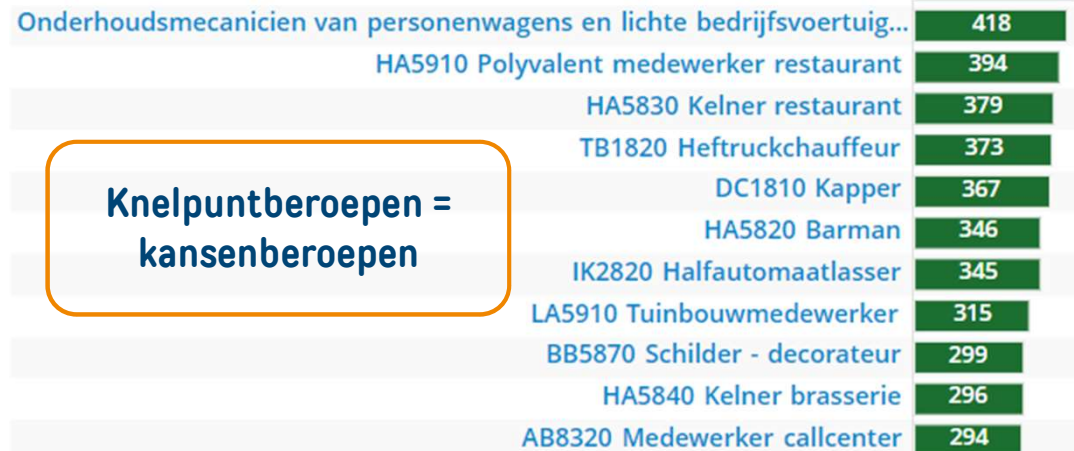 Onderhoudsmecanicien van personenwagens en lichte bedrijfsvoertuig... 418
HA5910 Polyvalent medewerker restaurant 394
HA5830 Kelner restaurant 379
TB1820 Heftruckchauffeur 373
DC1810 Kapper 367
HA5820 Barman 346
IK2820 Halfautomaatlasser 345
LA5910 Tuinbouwmedewerker 315
BB5870 Schilder - decorateur 299
HA5840 Kelner brasserie 296
AB8320 Medewerker callcenter 294
Knelpuntberoepen =
kansenberoepen